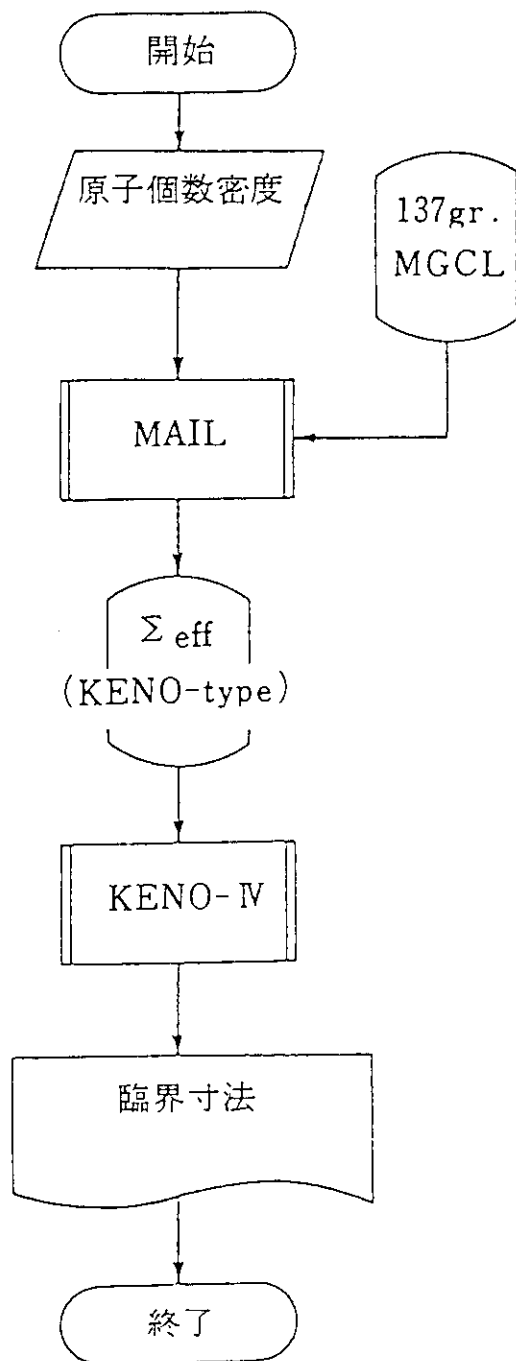 開始
原子個数密度
137gr.
MGCL
MAIL
Σeff
(KENO-type)
KENO-Ⅳ
臨界寸法
終了